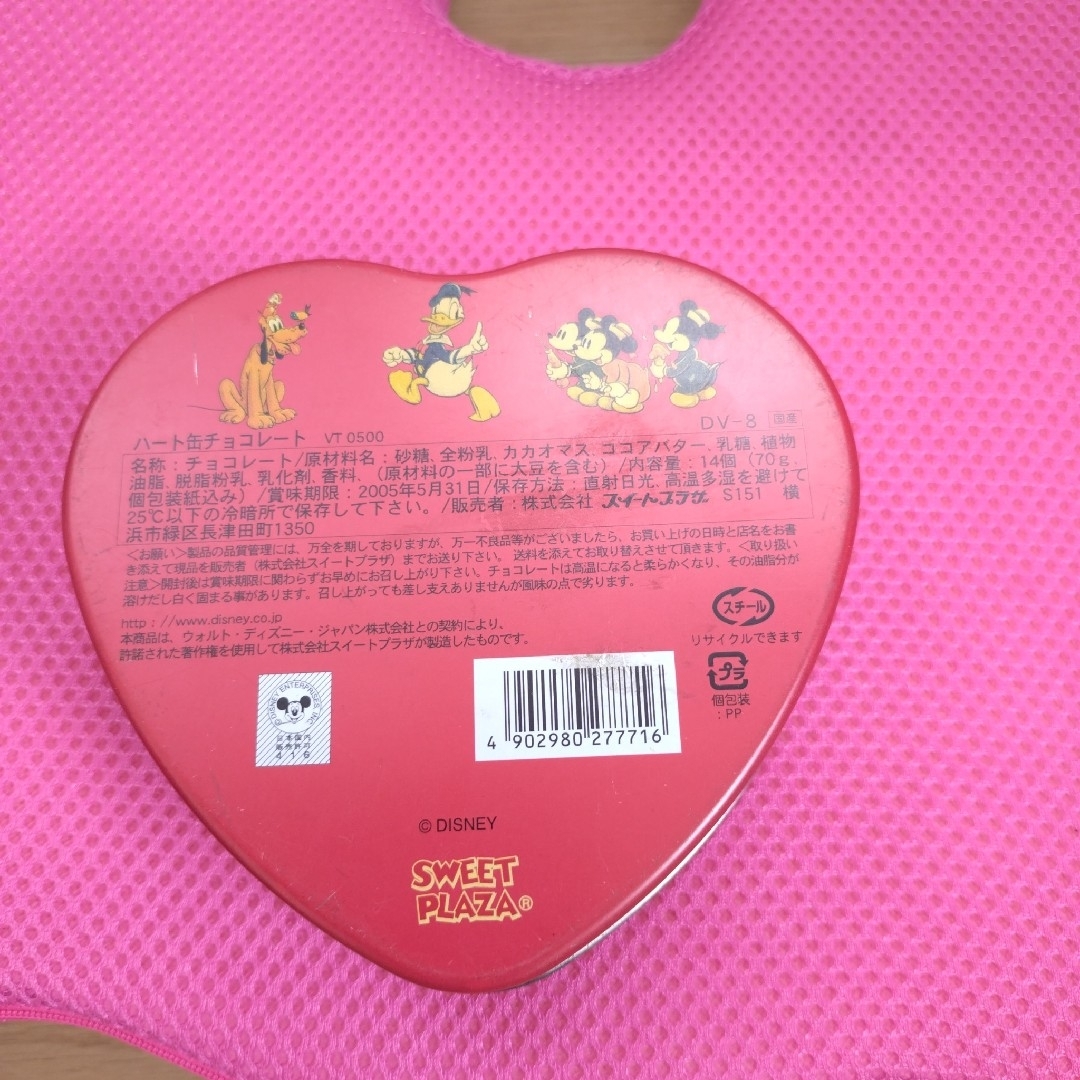 ハート缶チョコレート VT 0500
DV-8 国産
名称：チョコレート/原材料名：砂糖、全粉乳、カカオマス、ココアバター、乳糖、植物
油脂、脱脂粉乳、乳化剤、香料、（原材料の一部に大豆を含む）/内容量：14個（70g、
個包装紙込み）/賞味期限：2005年5月31日/保存方法：直射日光、高温多湿を避けて
25℃以下の冷暗所で保存して下さい。/販売者：株式会社 スイートプラザ S151 横
浜市緑区長津田町1350
<お願い>製品の品質管理には、万全を期しておりますが、万一不良品等がございましたら、お買い上げの日時と店名をお書
き添えて現品を販売者（株式会社スイートプラザ）までお送り下さい。送料を添えてお取り替えさせて頂きます。<取り扱い
注意>開封後は賞味期限に関わらずお早めにお召し上がり下さい。チョコレートは高温になると柔らかくなり、その油脂分が
溶けだし白く固まる事があります。召し上がっても差し支えありませんが風味の点で劣ります。
http：//www.disney.co.jp
本商品は、ウォルト・ディズニー・ジャパン株式会社との契約により、
許諾された著作権を使用して株式会社スイートプラザが製造したものです。
スチール
リサイクルできます
プラ
個包装
：PP
© DISNEY ENTERPRISES, INC.
日本国内
販売許可
416
4 902980 277716
© DISNEY
SWEET
PLAZA®